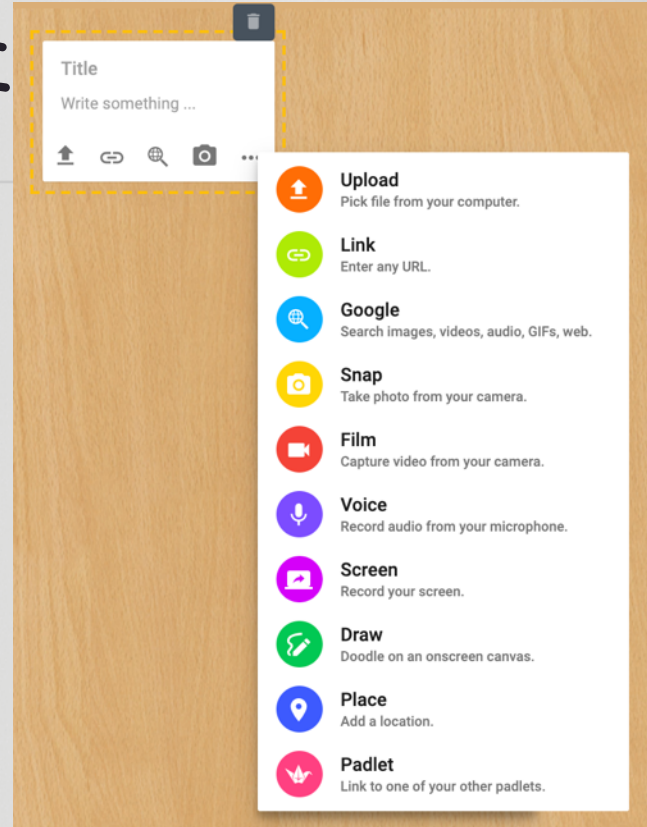 Title
Write something ...
Upload
Pick file from your computer.
Link
Enter any URL.
Google
Search images, videos, audio, GIFs, web.
Snap
Take photo from your camera.
Film
Capture video from your camera.
Voice
Record audio from your microphone.
Screen
Record your screen.
Draw
Doodle on an onscreen canvas.
Place
Add a location.
Padlet
Link to one of your other padlets.